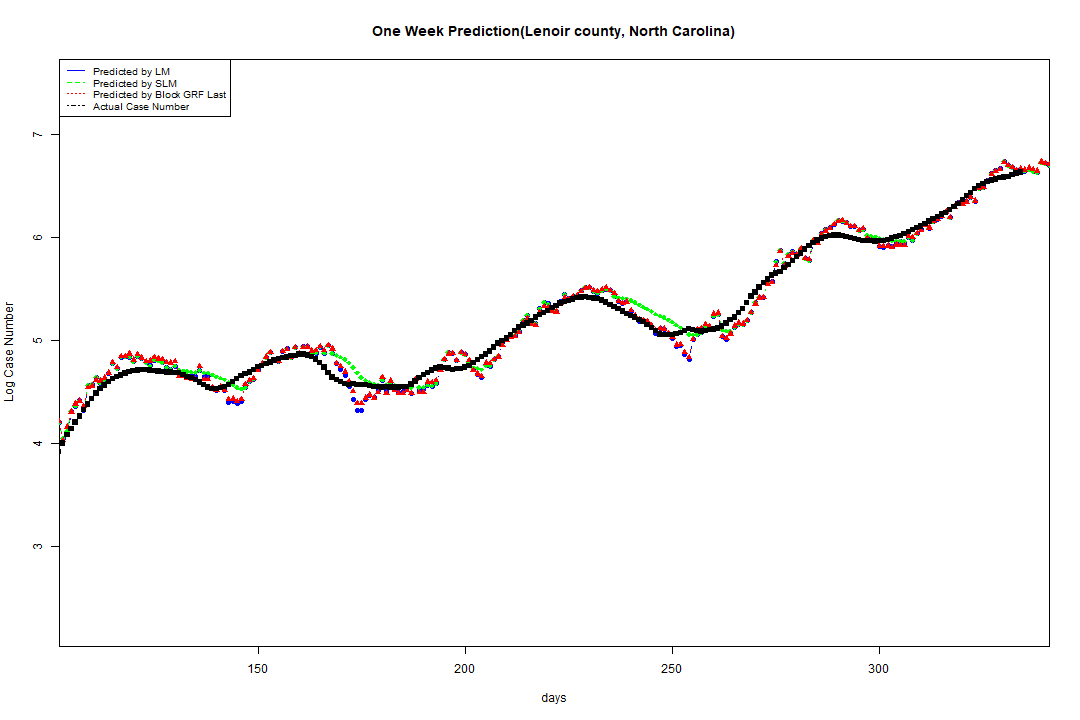 One Week Prediction(Lenoir county, North Carolina)
Predicted by LM
Predicted by SLM
Predicted by Block GRF Last
Actual Case Number
7
6
5
4
3
Log Case Number
150 200 250 300
days